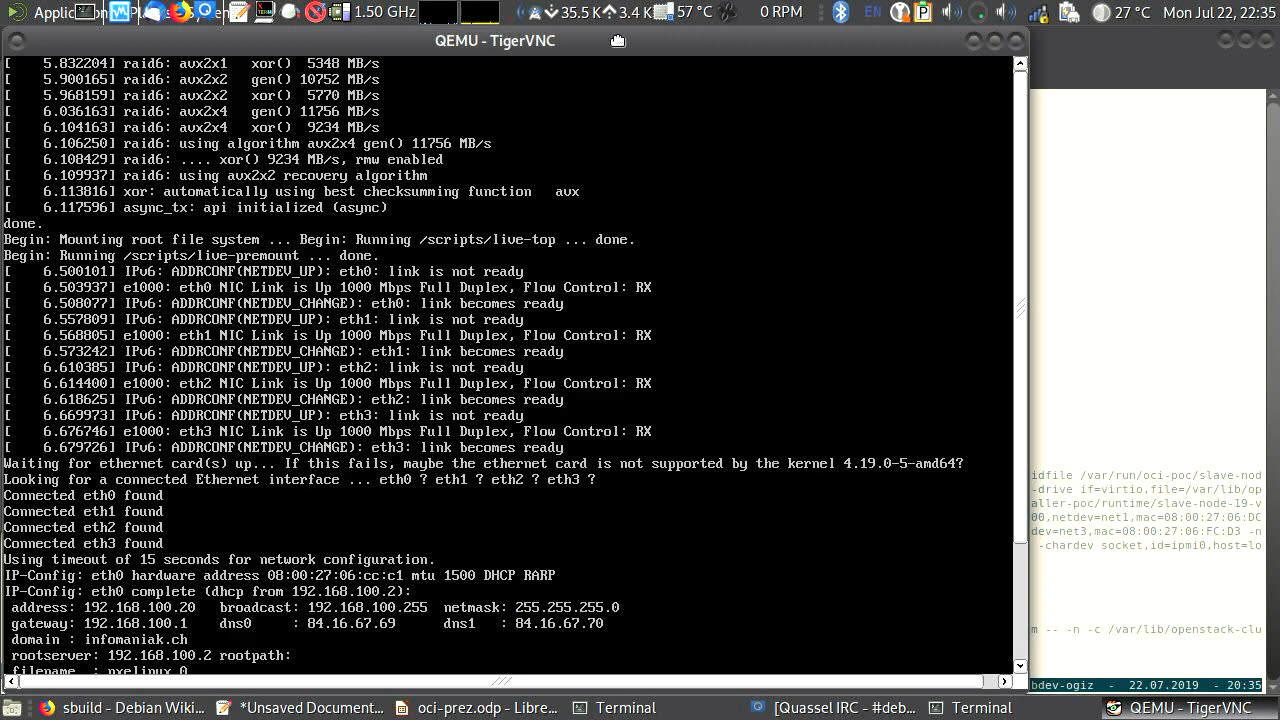 Applications
1.50 GHz
35.5 K
3.4 K
57 °C
0 RPM
EN
27 °C
Mon Jul 22, 22:35
QEMU - TigerVNC
[    5.832204] raid6: avx2x1   xor()  5348 MB/s
[    5.900165] raid6: avx2x2   gen() 10752 MB/s
[    5.968159] raid6: avx2x2   xor()  5770 MB/s
[    6.036163] raid6: avx2x4   gen() 11756 MB/s
[    6.104163] raid6: avx2x4   xor()  9234 MB/s
[    6.106250] raid6: using algorithm avx2x4 gen() 11756 MB/s
[    6.108429] raid6: .... xor() 9234 MB/s, rmw enabled
[    6.109937] raid6: using avx2x2 recovery algorithm
[    6.113816] xor: automatically using best checksumming function   avx
[    6.117596] async_tx: api initialized (async)
done.
Begin: Mounting root file system ... Begin: Running /scripts/live-top ... done.
Begin: Running /scripts/live-premount ... done.
[    6.500101] IPv6: ADDRCONF(NETDEV_UP): eth0: link is not ready
[    6.503937] e1000: eth0 NIC Link is Up 1000 Mbps Full Duplex, Flow Control: RX
[    6.508077] IPv6: ADDRCONF(NETDEV_CHANGE): eth0: link becomes ready
[    6.557809] IPv6: ADDRCONF(NETDEV_UP): eth1: link is not ready
[    6.568805] e1000: eth1 NIC Link is Up 1000 Mbps Full Duplex, Flow Control: RX
[    6.573242] IPv6: ADDRCONF(NETDEV_CHANGE): eth1: link becomes ready
[    6.610385] IPv6: ADDRCONF(NETDEV_UP): eth2: link is not ready
[    6.614400] e1000: eth2 NIC Link is Up 1000 Mbps Full Duplex, Flow Control: RX
[    6.618625] IPv6: ADDRCONF(NETDEV_CHANGE): eth2: link becomes ready
[    6.669973] IPv6: ADDRCONF(NETDEV_UP): eth3: link is not ready
[    6.676746] e1000: eth3 NIC Link is Up 1000 Mbps Full Duplex, Flow Control: RX
[    6.679726] IPv6: ADDRCONF(NETDEV_CHANGE): eth3: link becomes ready
Waiting for ethernet card(s) up... If this fails, maybe the ethernet card is not supported by the kernel 4.19.0-5-amd64?
Looking for a connected Ethernet interface ... eth0 ? eth1 ? eth2 ? eth3 ?
Connected eth0 found
Connected eth1 found
Connected eth2 found
Connected eth3 found
Using timeout of 15 seconds for network configuration.
IP-Config: eth0 hardware address 08:00:27:06:cc:c1 mtu 1500 DHCP RARP
IP-Config: eth0 complete (dhcp from 192.168.100.2):
address: 192.168.100.20   broadcast: 192.168.100.255  netmask: 255.255.255.0
gateway: 192.168.100.1    dns0     : 84.16.67.69      dns1   : 84.16.67.70
domain : infomaniak.ch
rootserver: 192.168.100.2 rootpath:
filename  : pxelinux.0
idfile /var/run/oci-poc/slave-nod
-drive if=virtio,file=/var/lib/op
aller-poc/runtime/slave-node-19-v
00,netdev=net1,mac=08:00:27:06:DC
dev=net3,mac=08:00:27:06:FC:D3 -n
-chardev socket,id=ipmi0,host=lo
m -- -n -c /var/lib/openstack-clu
bdev-ogiz  -  22.07.2019  - 20:35
sbuild - Debian Wiki...
*Unsaved Document...
oci-prez.odp - Libre...
Terminal
[Quassel IRC - #deb...
Terminal
QEMU - TigerVNC